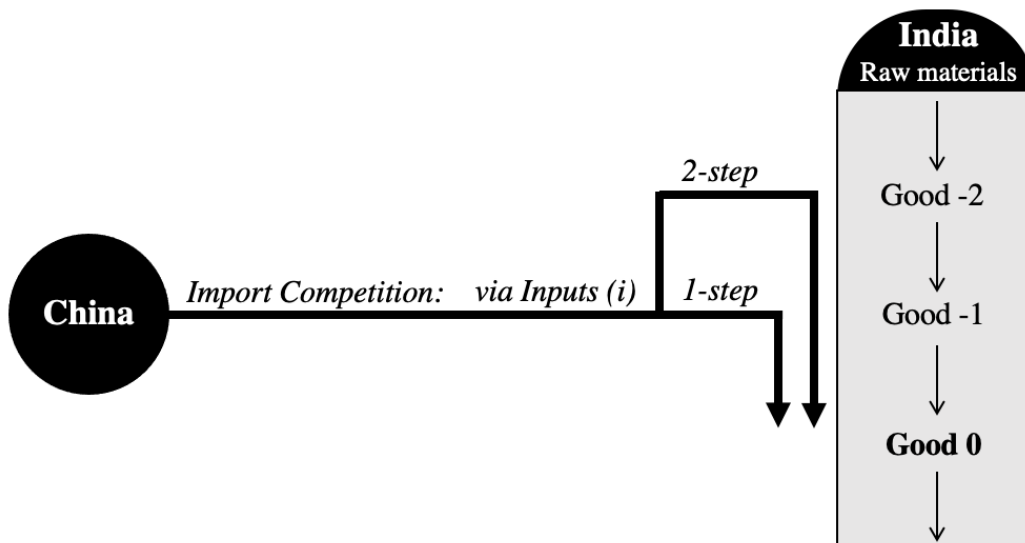 India
Raw materials
2-step
Good -2
China
Import Competition: via Inputs (i)
1-step
Good -1
Good 0